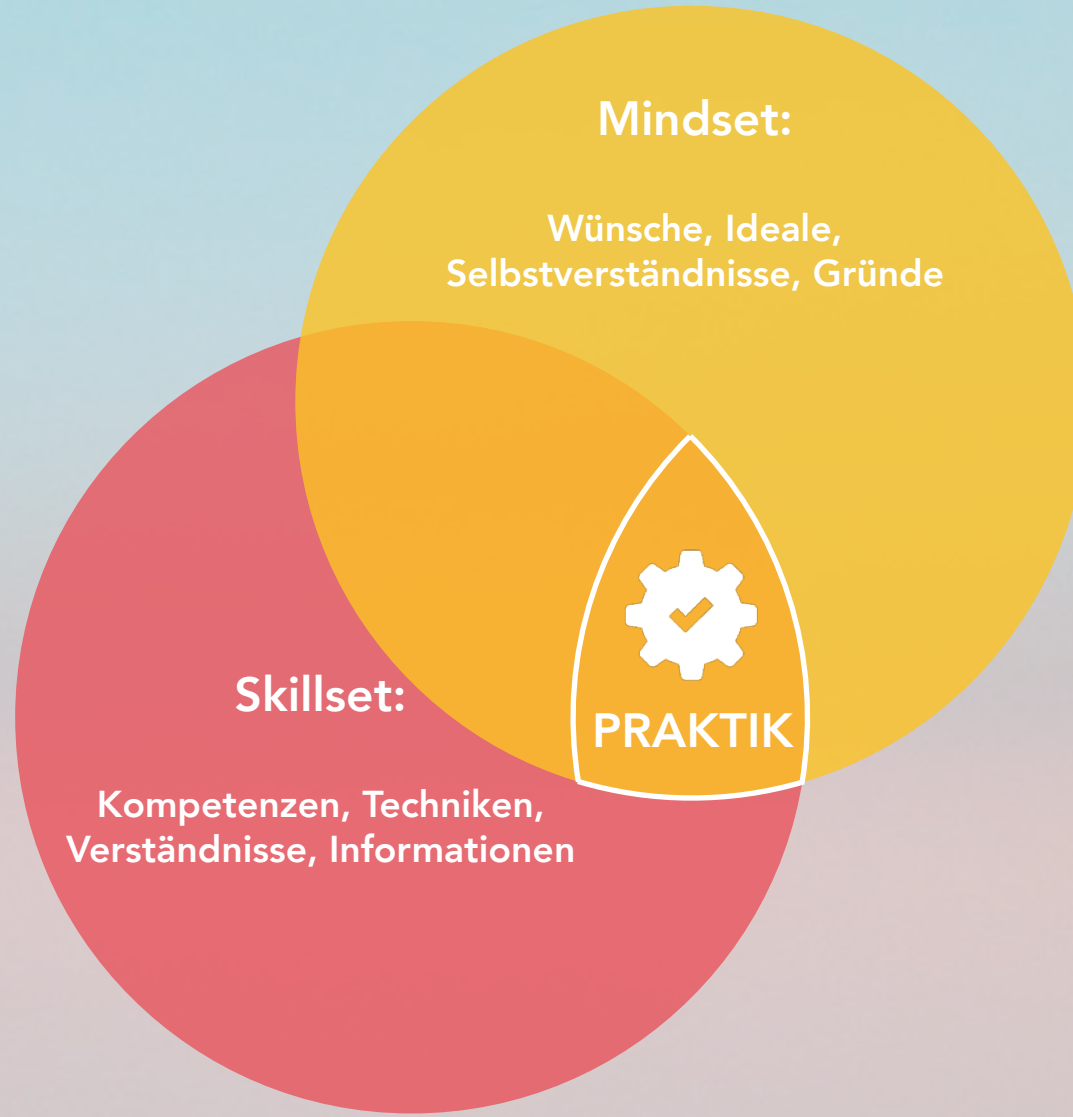 Mindset:
Wünsche, Ideale,
Selbstverständnisse, Gründe
PRAKTIK
Skillset:
Kompetenzen, Techniken,
Verständnisse, Informationen